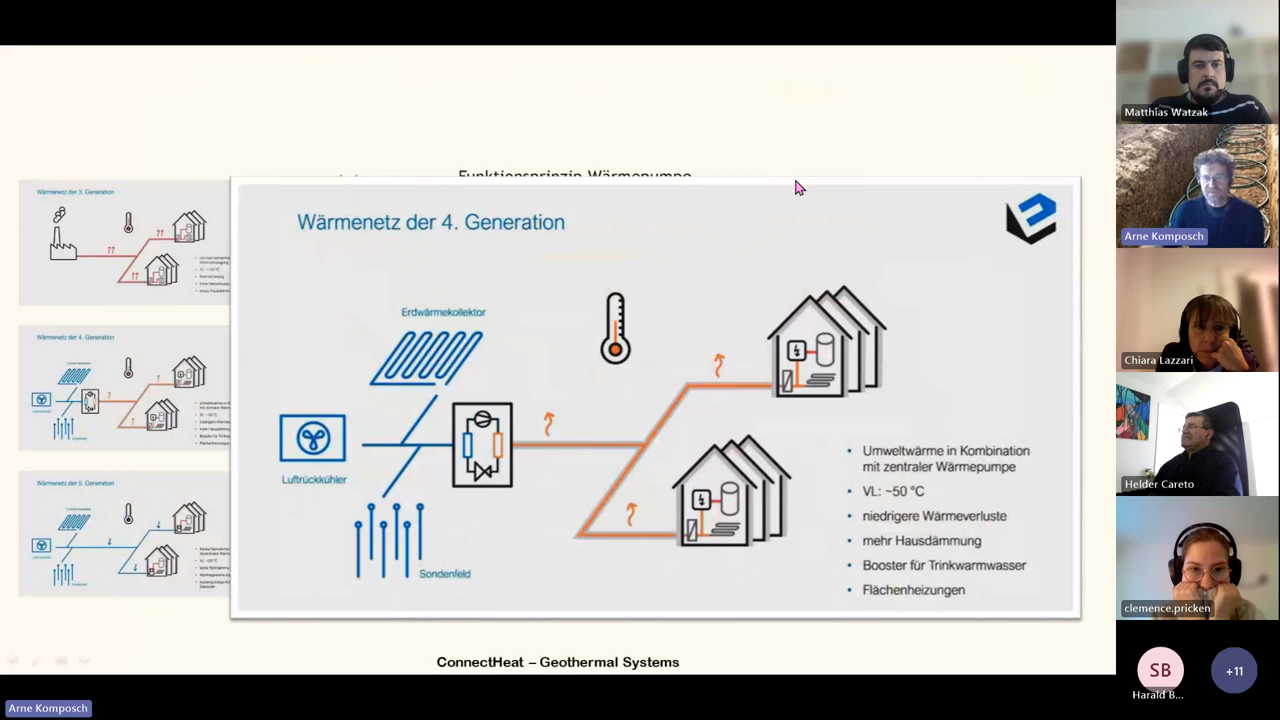 Funktionsprinzip Wärmepumpe
Wärmenetz der 3. Generation
Wärmenetz der 4. Generation
Wärmenetz der 5. Generation
Wärmenetz der 4. Generation
Erdwärmekollektor
Luftrückkühler
Sondenfeld
• Umweltwärme in Kombination
mit zentraler Wärmepumpe
• VL: ~50 °C
• niedrigere Wärmeverluste
• mehr Hausdämmung
• Booster für Trinkwarmwasser
• Flächenheizungen
ConnectHeat – Geothermal Systems
Arne Komposch
Matthias Watzak
Arne Komposch
Chiara Lazzari
Helder Careto
clemence.pricken
SB
Harald B...
+11